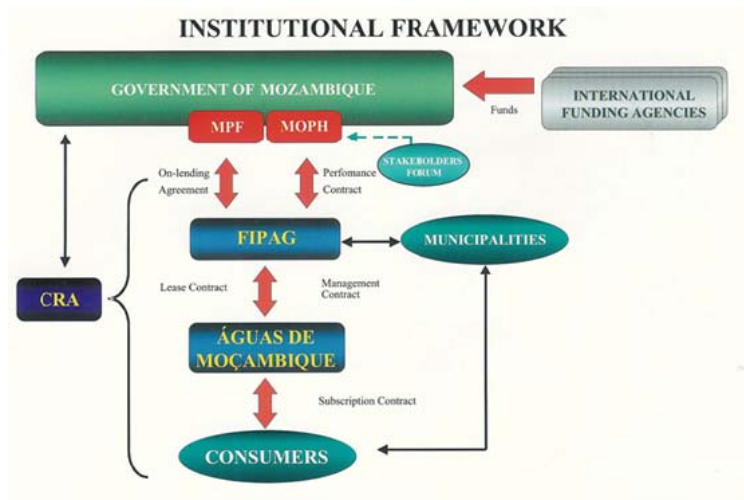 INSTITUTIONAL FRAMEWORK
GOVERNMENT OF MOZAMBIQUE
INTERNATIONAL
FUNDING AGENCIES
Funds
MPF
MOPH
STAKEHOLDERS
FORUM
On-lending
Agreement
Perfomance
Contract
FIPAG
MUNICIPALITIES
CRA
Lease Contract
Management
Contract
ÁGUAS DE
MOÇAMBIQUE
Subscription Contract
CONSUMERS